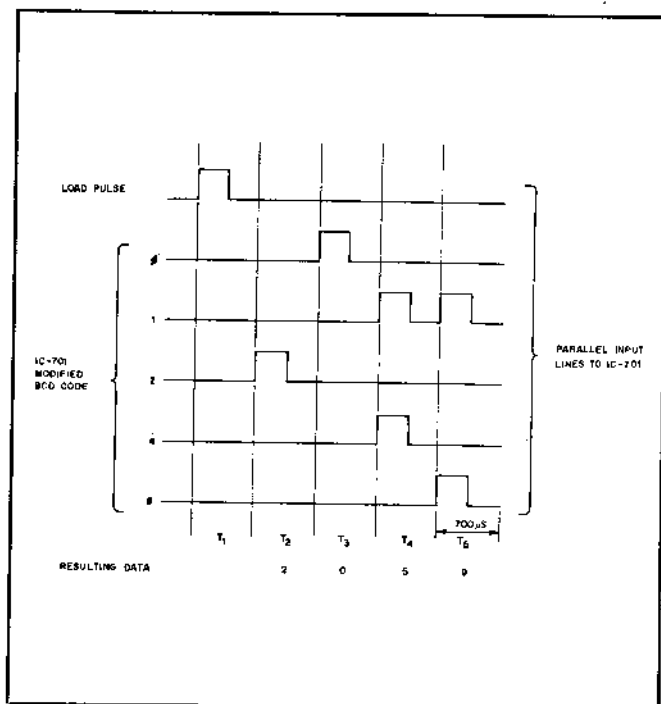 LOAD PULSE
Ø
1
IC-701
MODIFIED
BCD CODE
2
4
8
PARALLEL INPUT
LINES TO IC-701
700µS
T1 T2 T3 T4 T5
RESULTING DATA 2 0 5 9